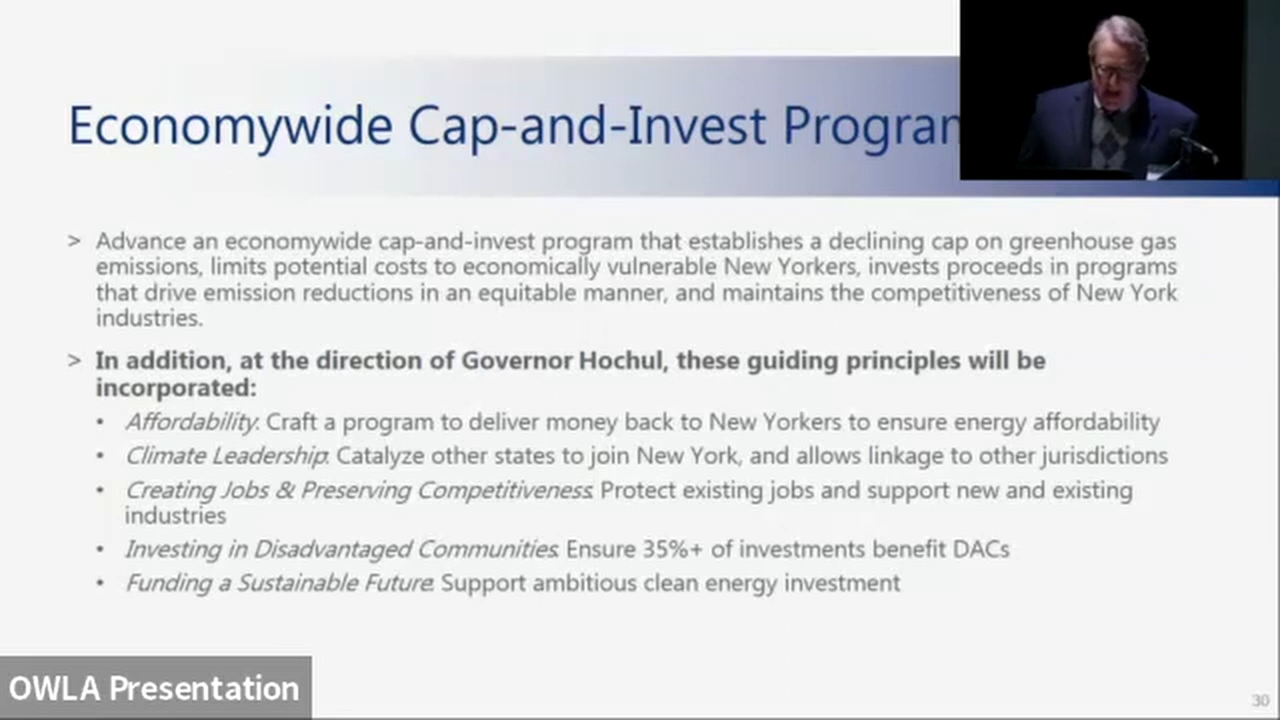 Economywide Cap-and-Invest Progran
> Advance an economywide cap-and-invest program that establishes a declining cap on greenhouse gas
emissions, limits potential costs to economically vulnerable New Yorkers, invests proceeds in programs
that drive emission reductions in an equitable manner, and maintains the competitiveness of New York
industries.
> In addition, at the direction of Governor Hochul, these guiding principles will be
incorporated:
• Affordability: Craft a program to deliver money back to New Yorkers to ensure energy affordability
• Climate Leadership: Catalyze other states to join New York, and allows linkage to other jurisdictions
• Creating Jobs & Preserving Competitiveness: Protect existing jobs and support new and existing
industries
• Investing in Disadvantaged Communities: Ensure 35%+ of investments benefit DACs
• Funding a Sustainable Future: Support ambitious clean energy investment
OWLA Presentation
30